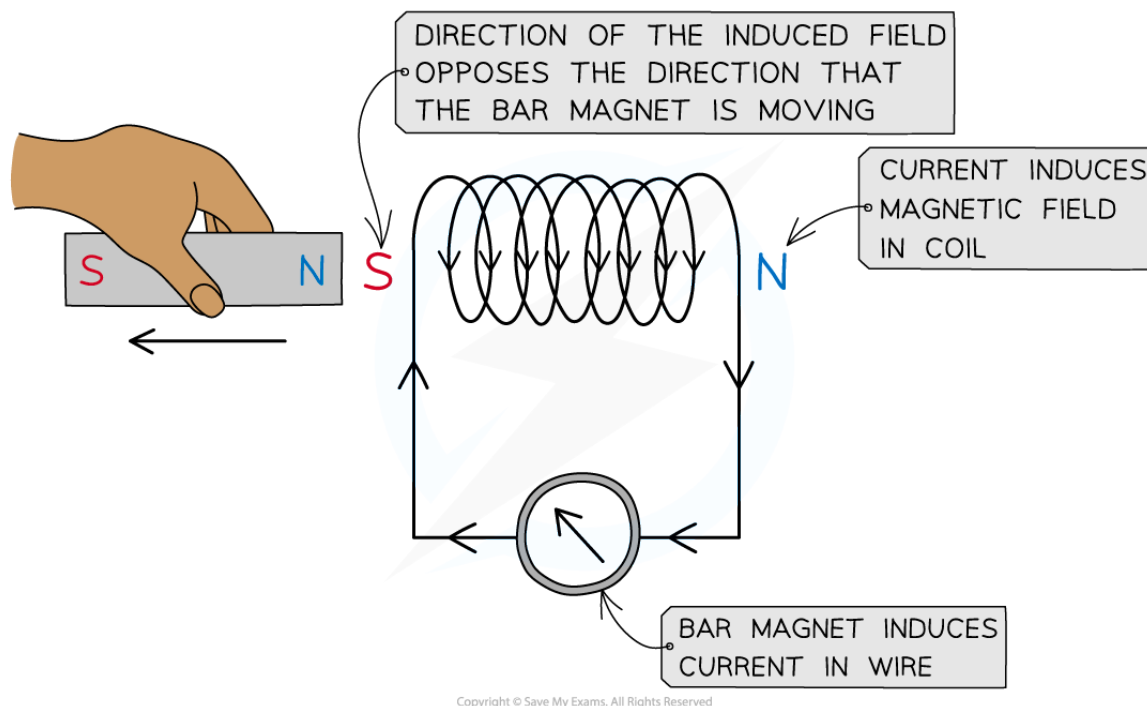 DIRECTION OF THE INDUCED FIELD
OPPOSES THE DIRECTION THAT
THE BAR MAGNET IS MOVING
CURRENT INDUCES
MAGNETIC FIELD
IN COIL
S N S N
BAR MAGNET INDUCES
CURRENT IN WIRE
Copyright © Save My Exams. All Rights Reserved